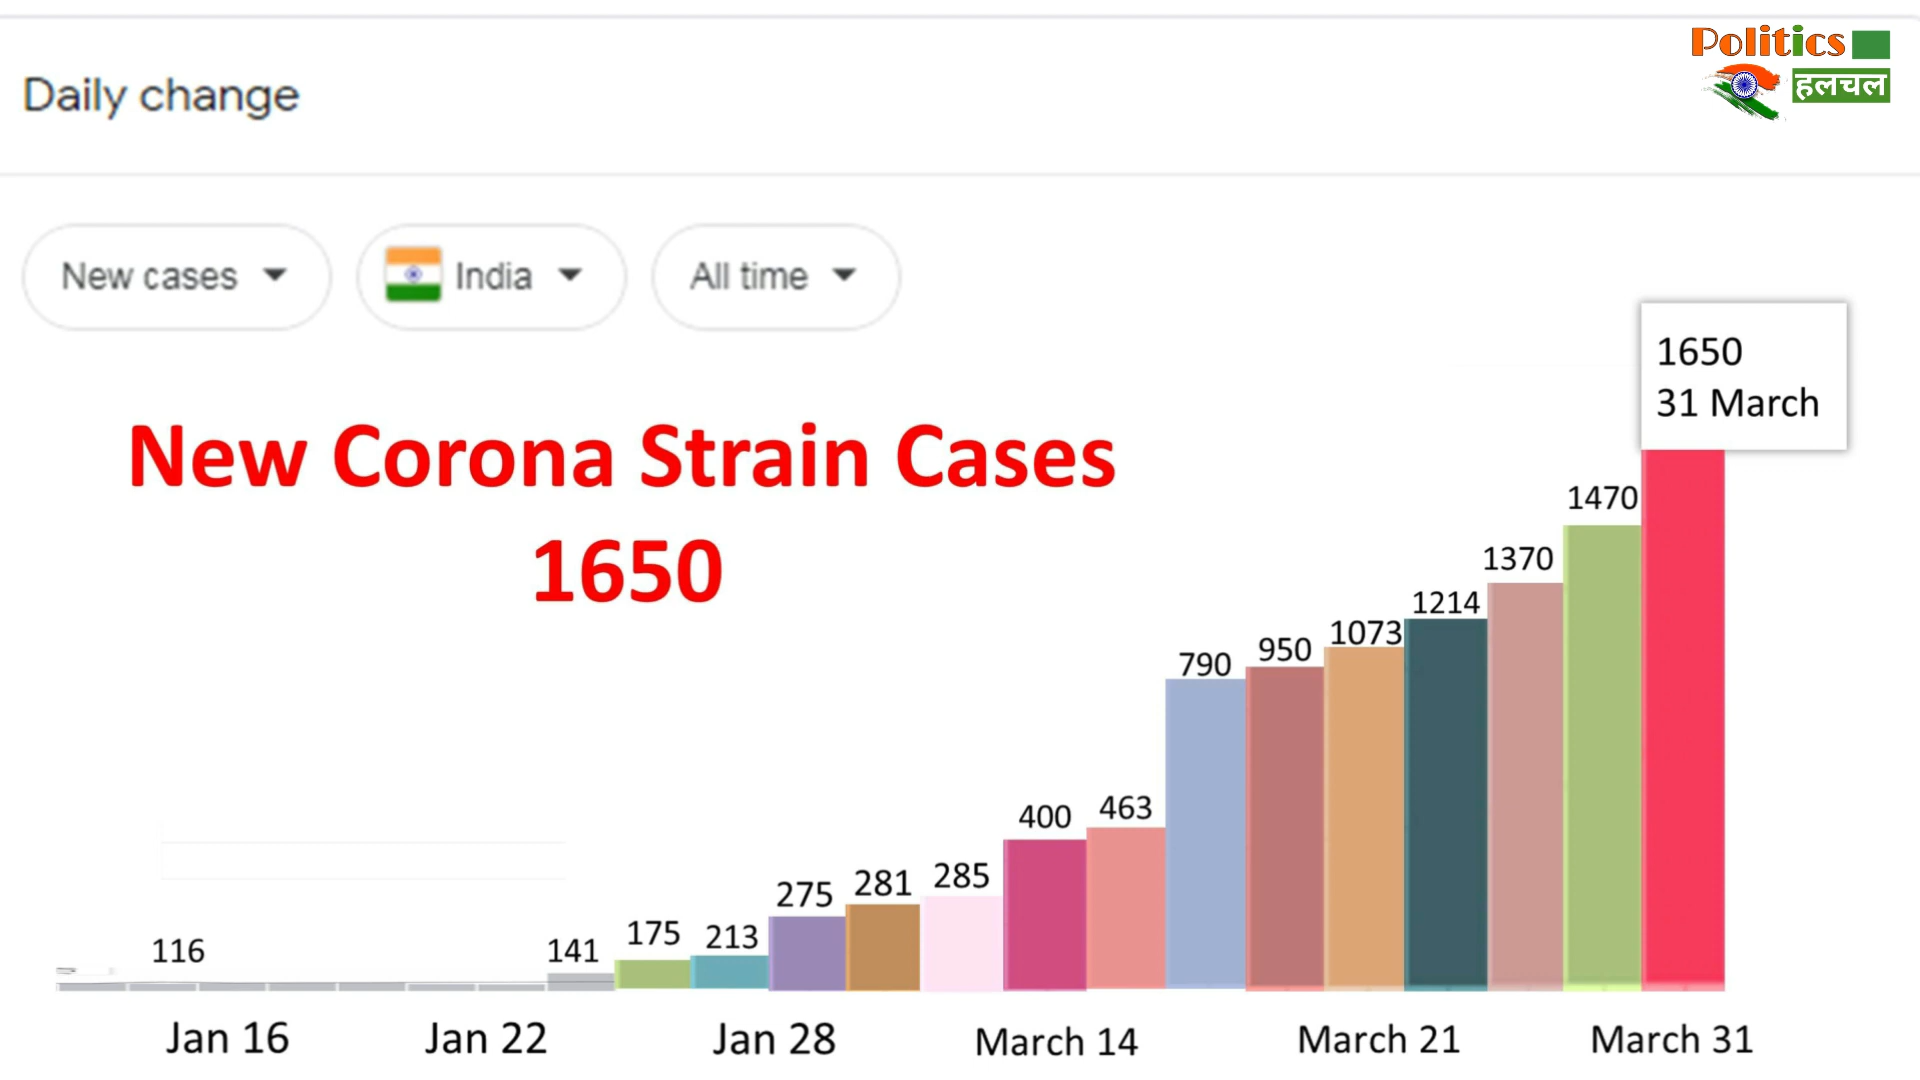 Politics
हलचल
Daily change
New cases
India
All time
1650
31 March
New Corona Strain Cases
1650
1470
1370
1214
1073
950
790
463
400
285
281
275
213
175
141
116
Jan 16
Jan 22
Jan 28
March 14
March 21
March 31